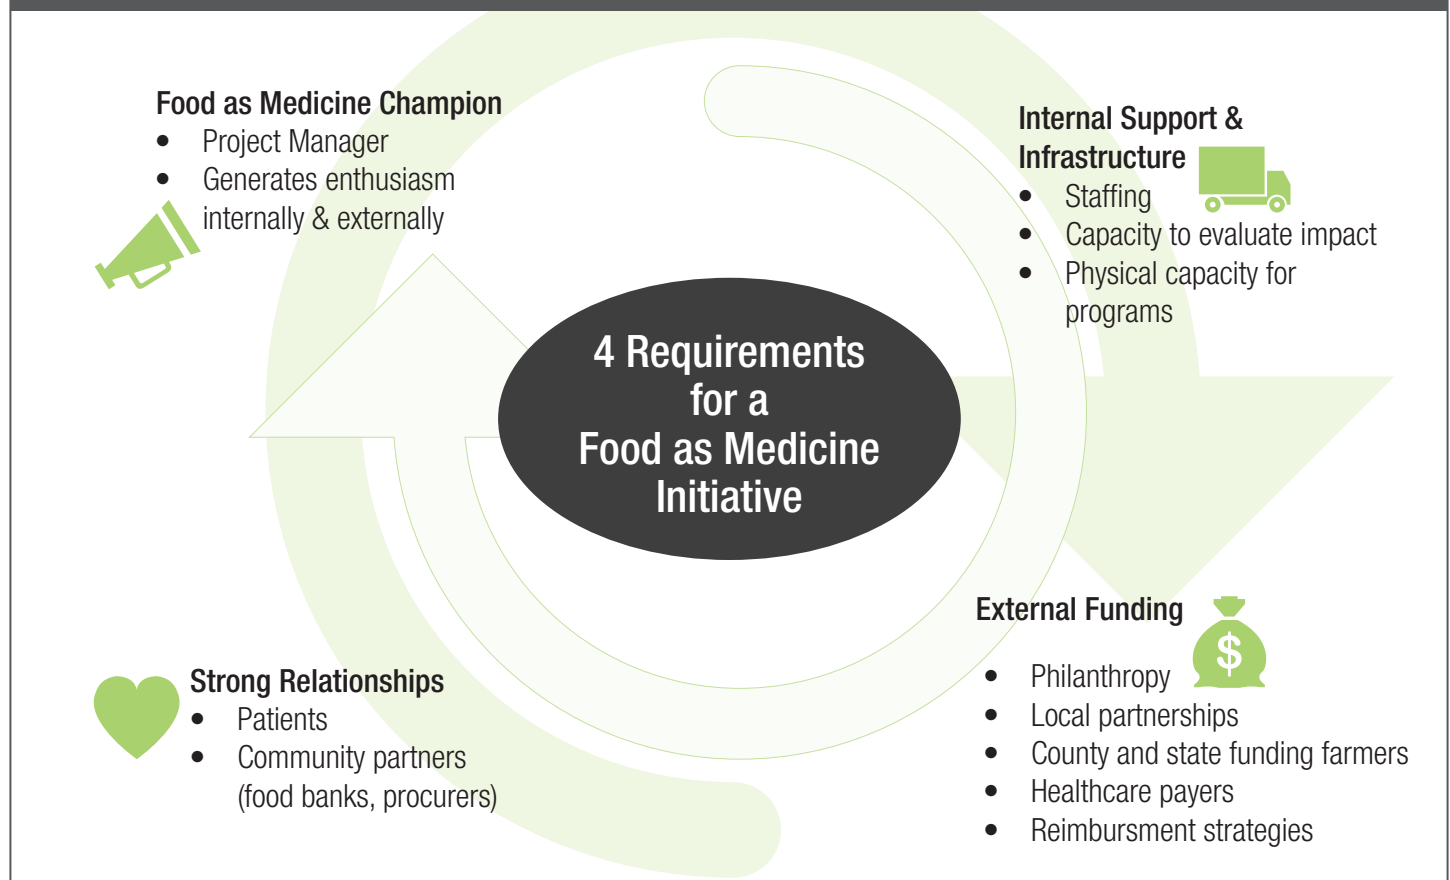 Food as Medicine Champion
• Project Manager
• Generates enthusiasm
internally & externally
Internal Support &
Infrastructure
• Staffing
• Capacity to evaluate impact
• Physical capacity for
programs
4 Requirements
for a
Food as Medicine
Initiative
Strong Relationships
• Patients
• Community partners
(food banks, procurers)
External Funding
$
• Philanthropy
• Local partnerships
• County and state funding farmers
• Healthcare payers
• Reimbursment strategies